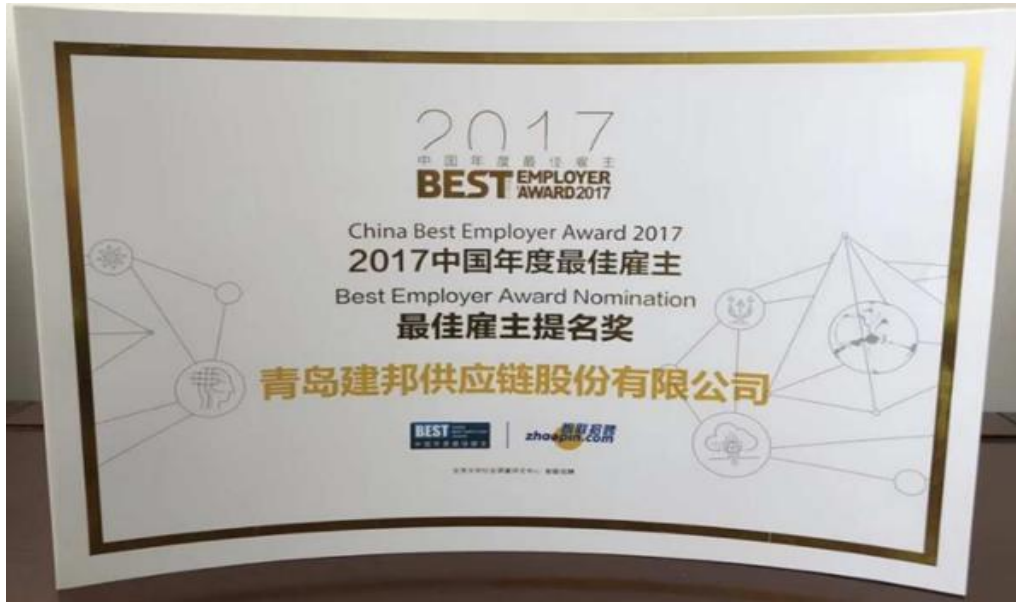 2017
中国年度最佳雇主
BEST EMPLOYER
AWARD2017
China Best Employer Award 2017
2017中国年度最佳雇主
Best Employer Award Nomination
最佳雇主提名奖
青岛建邦供应链股份有限公司
BEST
智联招聘
zhaopin.com